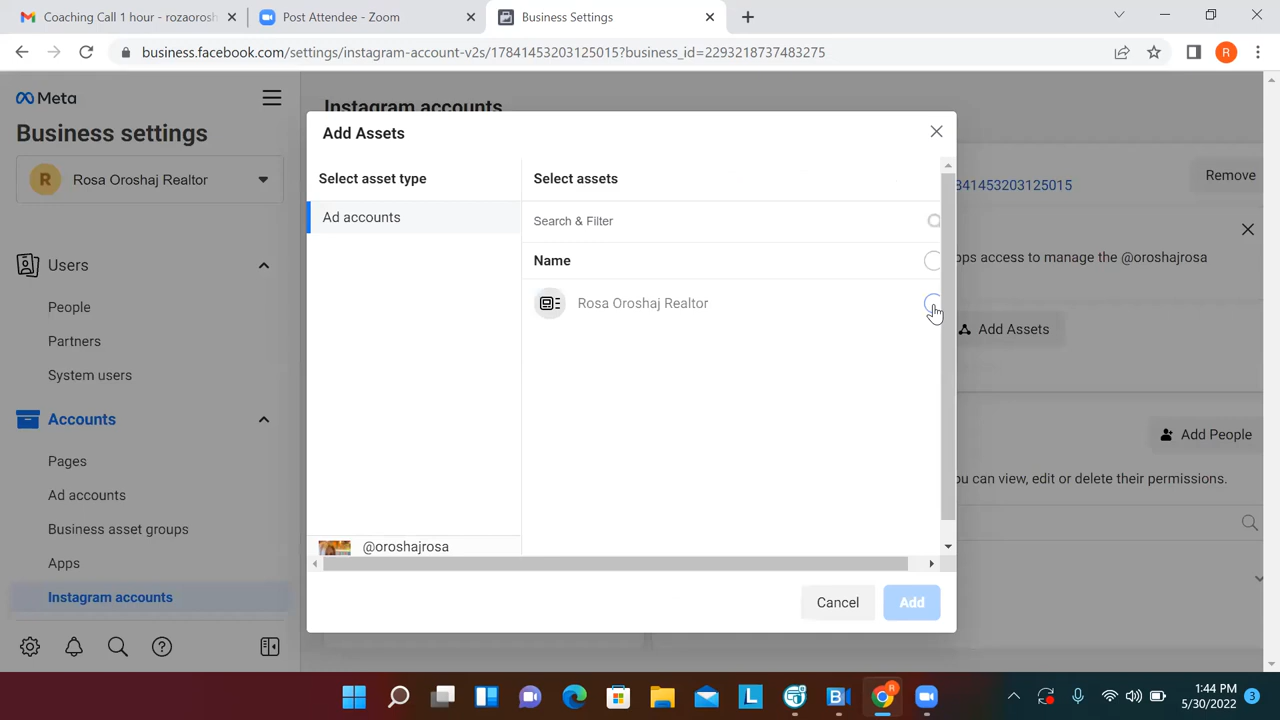 Coaching Call 1 hour - rozaorosh
Post Attendee - Zoom
Business Settings
business.facebook.com/settings/instagram-account-v2s/17841453203125015?business_id=2293218737483275
R
Meta
Business settings
R
Rosa Oroshaj Realtor
Users
People
Partners
System users
Accounts
Pages
Ad accounts
Business asset groups
Apps
Instagram accounts
Instagram accounts
841453203125015
Remove
ops access to manage the @oroshajrosa
Add Assets
Add People
ou can view, edit or delete their permissions.
Add Assets
Select asset type
Ad accounts
@oroshajrosa
Select assets
Search & Filter
Name
Rosa Oroshaj Realtor
Cancel
Add
L
B
R
1:44 PM
5/30/2022
3